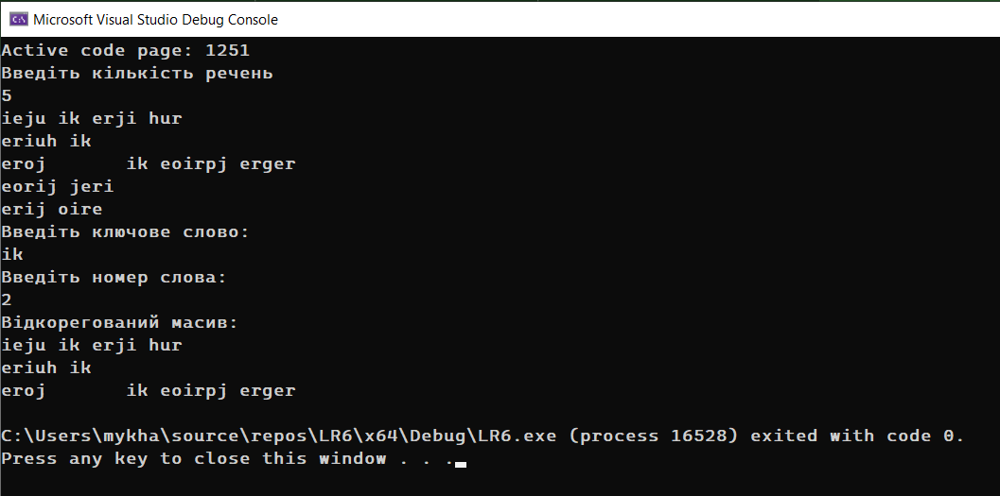 Microsoft Visual Studio Debug Console
Active code page: 1251
Введіть кількість речень
5
ieju ik erji hur
eriuh ik
eroj       ik eoirpj erger
eorij jeri
erij oire
Введіть ключове слово:
ik
Введіть номер слова:
2
Відкорегований масив:
ieju ik erji hur
eriuh ik
eroj       ik eoirpj erger
C:\Users\mykha\source\repos\LR6\x64\Debug\LR6.exe (process 16528) exited with code 0.
Press any key to close this window . . .